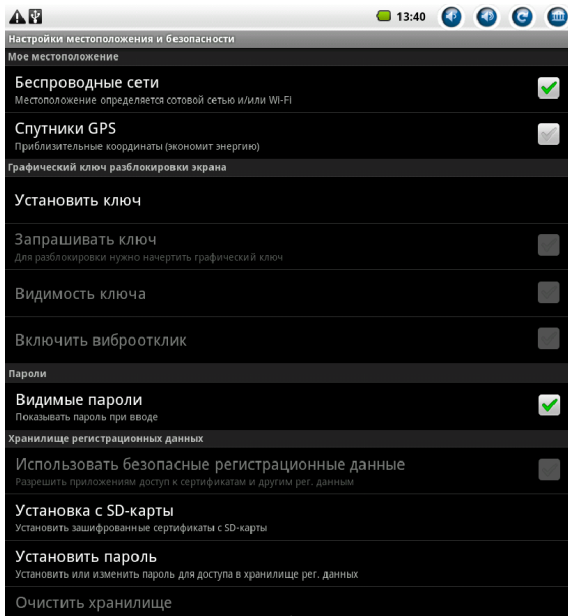 13:40
Настройки местоположения и безопасности
Мое местоположение
Беспроводные сети
Местоположение определяется сотовой сетью и/или Wi-Fi
Спутники GPS
Приблизительные координаты (экономит энергию)
Графический ключ разблокировки экрана
Установить ключ
Запрашивать ключ
Для разблокировки нужно начертить графический ключ
Видимость ключа
Включить виброотклик
Пароли
Видимые пароли
Показывать пароль при вводе
Хранилище регистрационных данных
Использовать безопасные регистрационные данные
Разрешить приложениям доступ к сертификатам и другим рег. данным
Установка с SD-карты
Установить зашифрованные сертификаты с SD-карты
Установить пароль
Установить или изменить пароль для доступа в хранилище рег. данных
Очистить хранилище